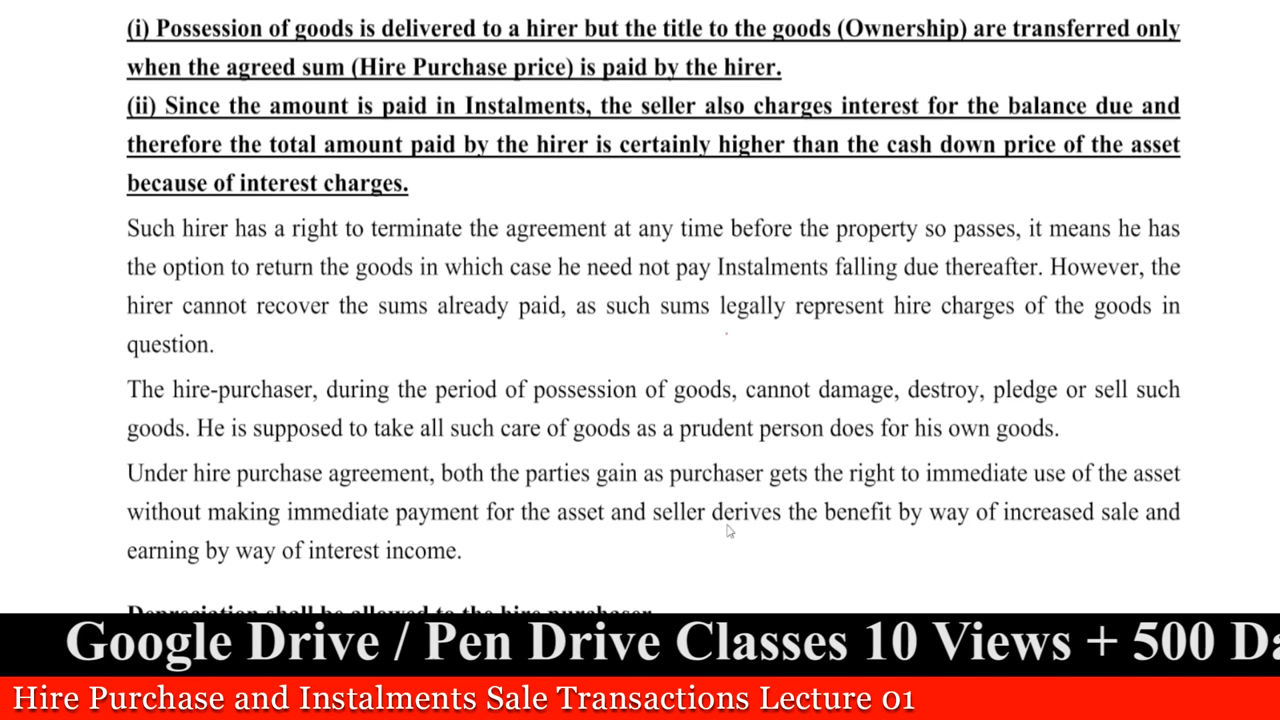 (i) Possession of goods is delivered to a hirer but the title to the goods (Ownership) are transferred only
when the agreed sum (Hire Purchase price) is paid by the hirer.
(ii) Since the amount is paid in Instalments, the seller also charges interest for the balance due and
therefore the total amount paid by the hirer is certainly higher than the cash down price of the asset
because of interest charges.
Such hirer has a right to terminate the agreement at any time before the property so passes, it means he has
the option to return the goods in which case he need not pay Instalments falling due thereafter. However, the
hirer cannot recover the sums already paid, as such sums legally represent hire charges of the goods in
question.
The hire-purchaser, during the period of possession of goods, cannot damage, destroy, pledge or sell such
goods. He is supposed to take all such care of goods as a prudent person does for his own goods.
Under hire purchase agreement, both the parties gain as purchaser gets the right to immediate use of the asset
without making immediate payment for the asset and seller derives the benefit by way of increased sale and
earning by way of interest income.
Depreciation shall be allowed to the hire purchaser
Google Drive / Pen Drive Classes 10 Views + 500
Hire Purchase and Instalments Sale Transactions Lecture 01